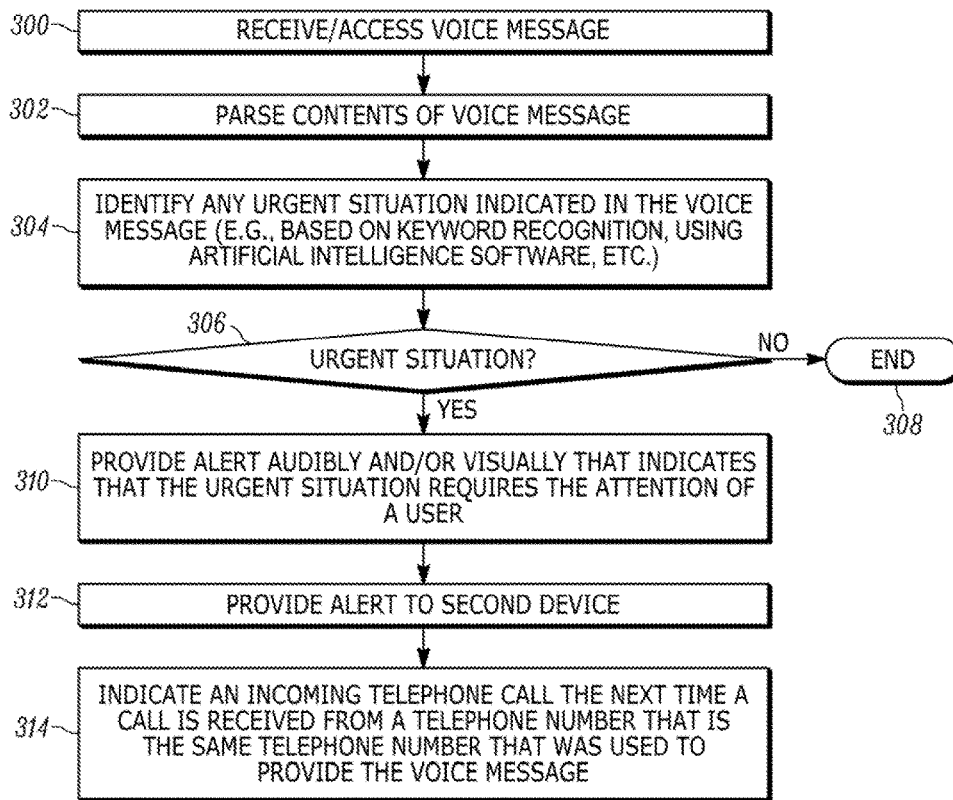 300
RECEIVE/ACCESS VOICE MESSAGE
302
PARSE CONTENTS OF VOICE MESSAGE
304
IDENTIFY ANY URGENT SITUATION INDICATED IN THE VOICE
MESSAGE (E.G., BASED ON KEYWORD RECOGNITION, USING
ARTIFICIAL INTELLIGENCE SOFTWARE, ETC.)
306
URGENT SITUATION?
NO
END
308
YES
310
PROVIDE ALERT AUDIBLY AND/OR VISUALLY THAT INDICATES
THAT THE URGENT SITUATION REQUIRES THE ATTENTION OF
A USER
312
PROVIDE ALERT TO SECOND DEVICE
314
INDICATE AN INCOMING TELEPHONE CALL THE NEXT TIME A
CALL IS RECEIVED FROM A TELEPHONE NUMBER THAT IS
THE SAME TELEPHONE NUMBER THAT WAS USED TO
PROVIDE THE VOICE MESSAGE